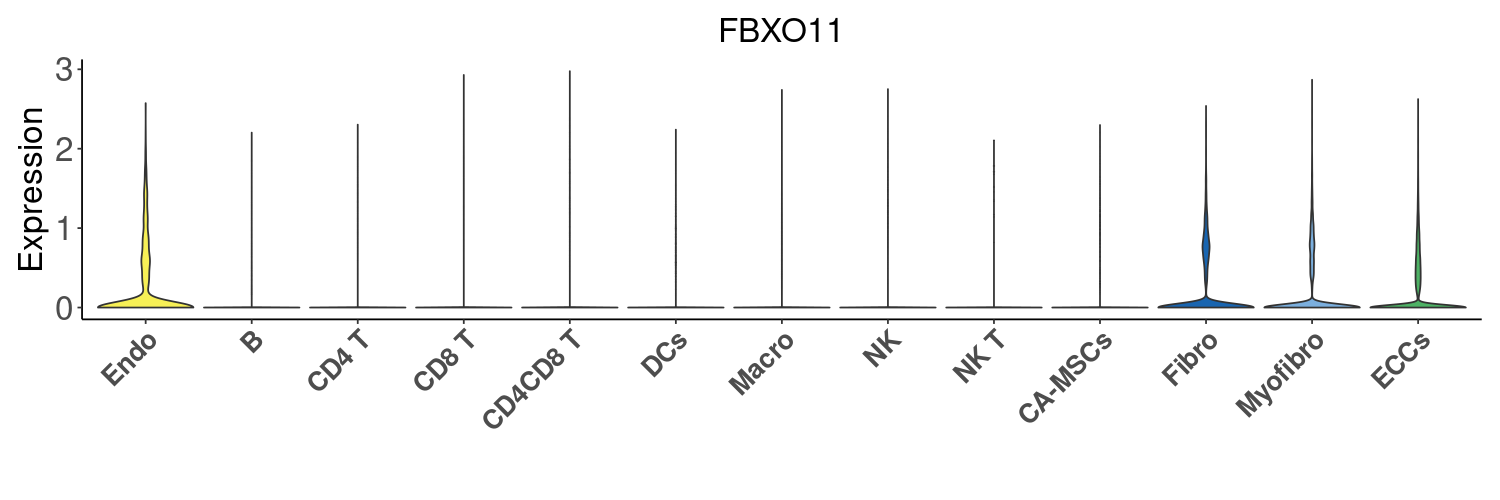 FBXO11
Expression
3
2
1
0
Endo
B
CD4 T
CD8 T
CD4CD8 T
DCs
Macro
NK
NK T
CA-MSCs
Fibro
Myofibro
ECCs